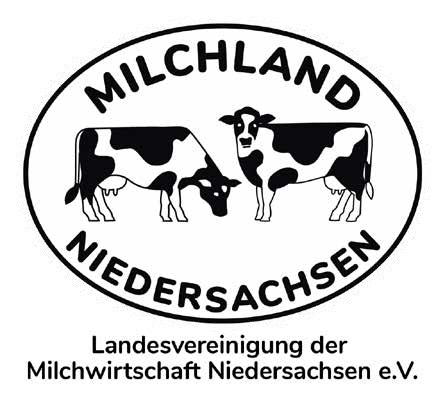 MILCHLAND
NIEDERSACHSEN
Landesvereinigung der
Milchwirtschaft Niedersachsen e.V.